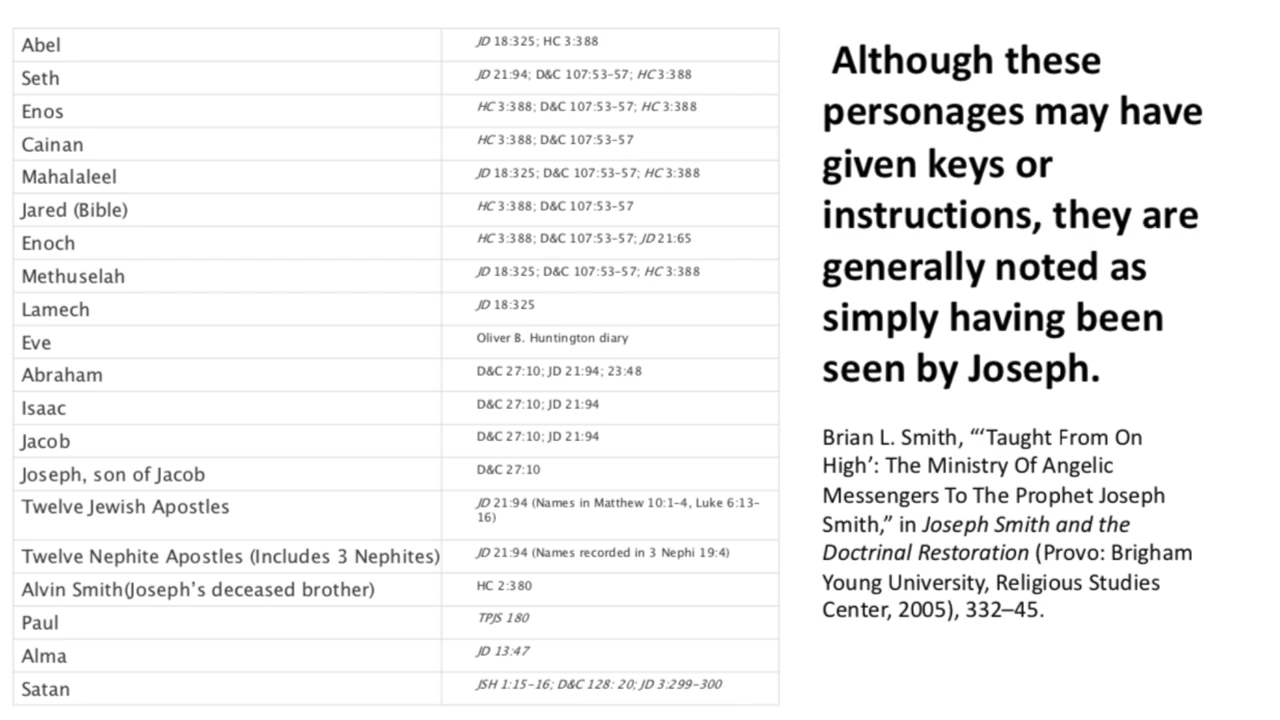 Abel JD 18:325; HC 3:388
Seth JD 21:94; D&C 107:53–57; HC 3:388
Enos HC 3:388; D&C 107:53–57; HC 3:388
Cainan HC 3:388; D&C 107:53–57
Mahalaleel JD 18:325; D&C 107:53–57; HC 3:388
Jared (Bible) HC 3:388; D&C 107:53–57
Enoch HC 3:388; D&C 107:53–57; JD 21:65
Methuselah JD 18:325; D&C 107:53–57; HC 3:388
Lamech JD 18:325
Eve Oliver B. Huntington diary
Abraham D&C 27:10; JD 21:94; 23:48
Isaac D&C 27:10; JD 21:94
Jacob D&C 27:10; JD 21:94
Joseph, son of Jacob D&C 27:10
Twelve Jewish Apostles JD 21:94 (Names in Matthew 10:1–4, Luke 6:13–
16)
Twelve Nephite Apostles (Includes 3 Nephites) JD 21:94 (Names recorded in 3 Nephi 19:4)
Alvin Smith(Joseph’s deceased brother) HC 2:380
Paul TPJS 180
Alma JD 13:47
Satan JSH 1:15–16; D&C 128: 20; JD 3:299–300
Although these
personages may have
given keys or
instructions, they are
generally noted as
simply having been
seen by Joseph.
Brian L. Smith, “‘Taught From On
High’: The Ministry Of Angelic
Messengers To The Prophet Joseph
Smith,” in Joseph Smith and the
Doctrinal Restoration (Provo: Brigham
Young University, Religious Studies
Center, 2005), 332–45.